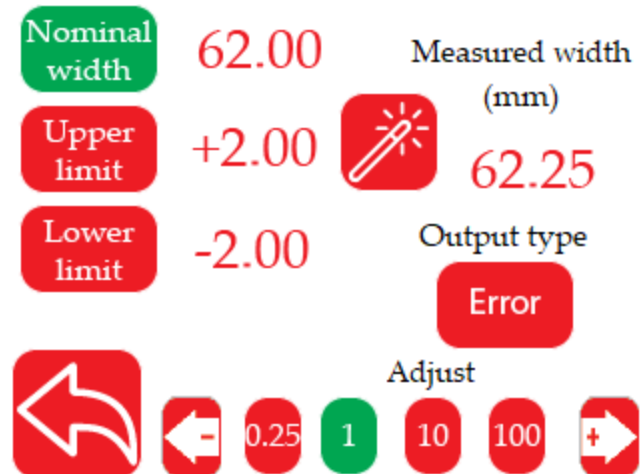 Nominal
width
62.00
Measured width
(mm)
Upper
limit
+2.00
62.25
Lower
limit
-2.00
Output type
Error
Adjust
-
0.25
1
10
100
+